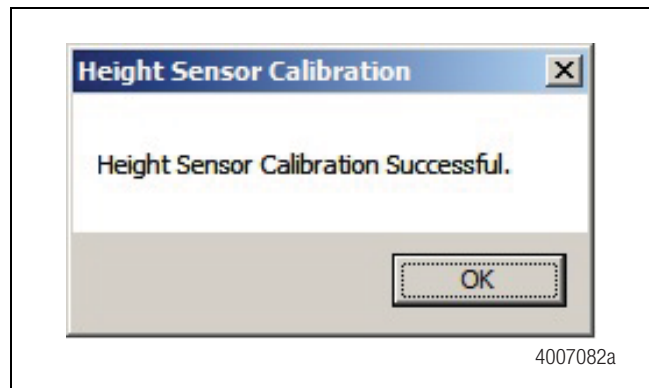 Height Sensor Calibration
Height Sensor Calibration Successful.
OK
4007082a